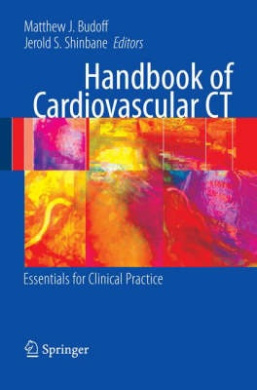 Matthew J. Budoff
Jerold S. Shinbane Editors
Handbook of
Cardiovascular CT
Essentials for Clinical Practice
Springer